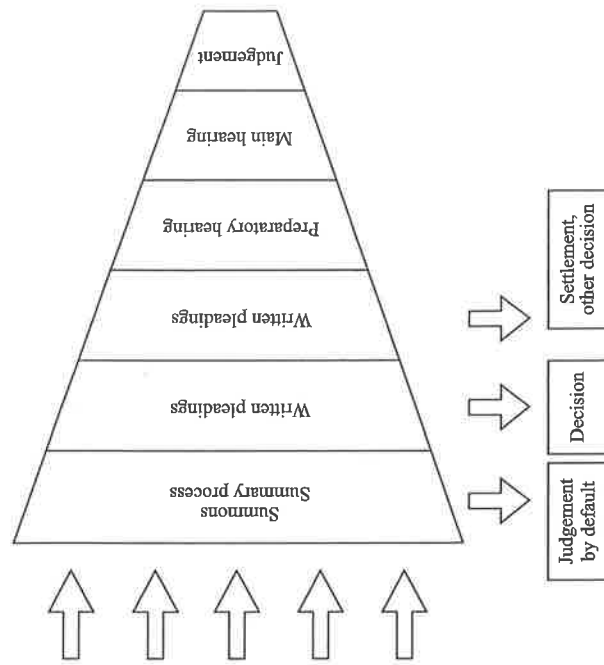 Summons
Summary process
Written pleadings
Written pleadings
Preparatory hearing
Main hearing
Judgement
Judgement
by default
Decision
Settlement,
other decision